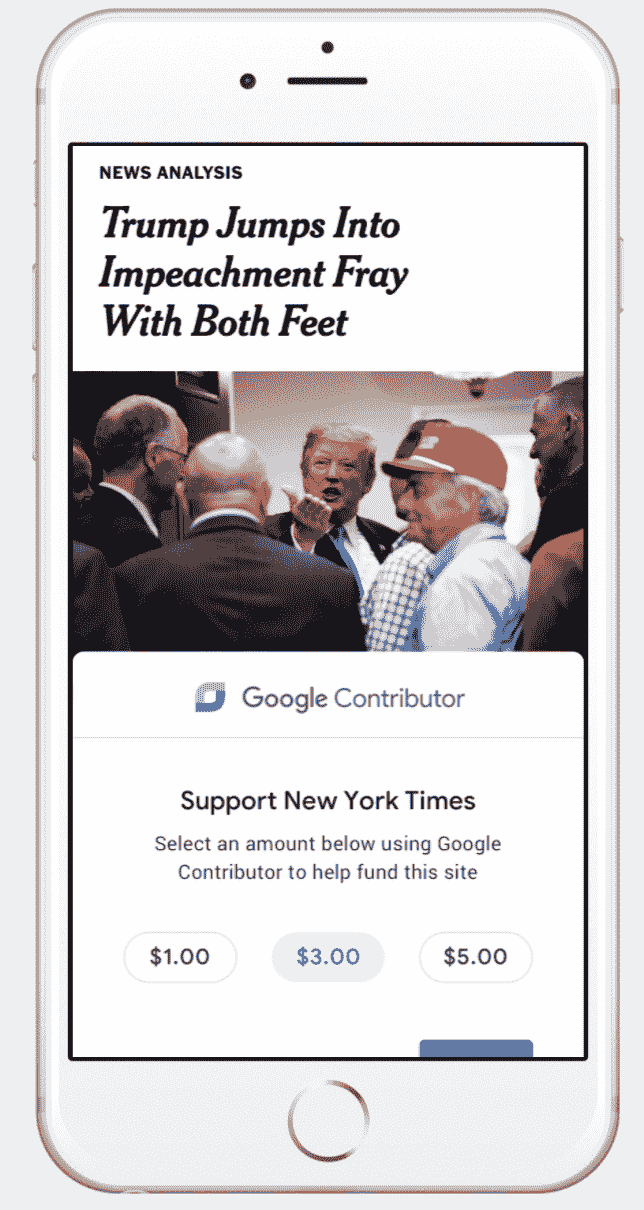 NEWS ANALYSIS
Trump Jumps Into
Impeachment Fray
With Both Feet
Google Contributor
Support New York Times
Select an amount below using Google
Contributor to help fund this site
$1.00 $3.00 $5.00